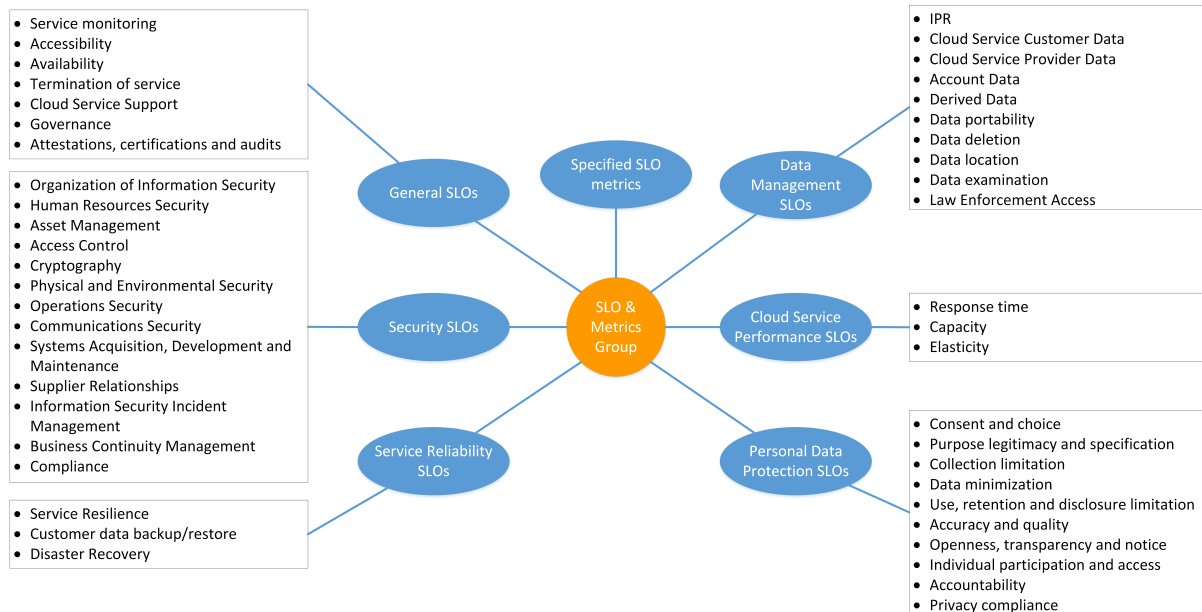 • Service monitoring
• Accessibility
• Availability
• Termination of service
• Cloud Service Support
• Governance
• Attestations, certifications and audits
• Organization of Information Security
• Human Resources Security
• Asset Management
• Access Control
• Cryptography
• Physical and Environmental Security
• Operations Security
• Communications Security
• Systems Acquisition, Development and
Maintenance
• Supplier Relationships
• Information Security Incident
Management
• Business Continuity Management
• Compliance
• Service Resilience
• Customer data backup/restore
• Disaster Recovery
General SLOs
Security SLOs
Service Reliability
SLOs
Specified SLO
metrics
SLO &
Metrics
Group
Data
Management
SLOs
Cloud Service
Performance SLOs
Personal Data
Protection SLOs
• IPR
• Cloud Service Customer Data
• Cloud Service Provider Data
• Account Data
• Derived Data
• Data portability
• Data deletion
• Data location
• Data examination
• Law Enforcement Access
• Response time
• Capacity
• Elasticity
• Consent and choice
• Purpose legitimacy and specification
• Collection limitation
• Data minimization
• Use, retention and disclosure limitation
• Accuracy and quality
• Openness, transparency and notice
• Individual participation and access
• Accountability
• Privacy compliance